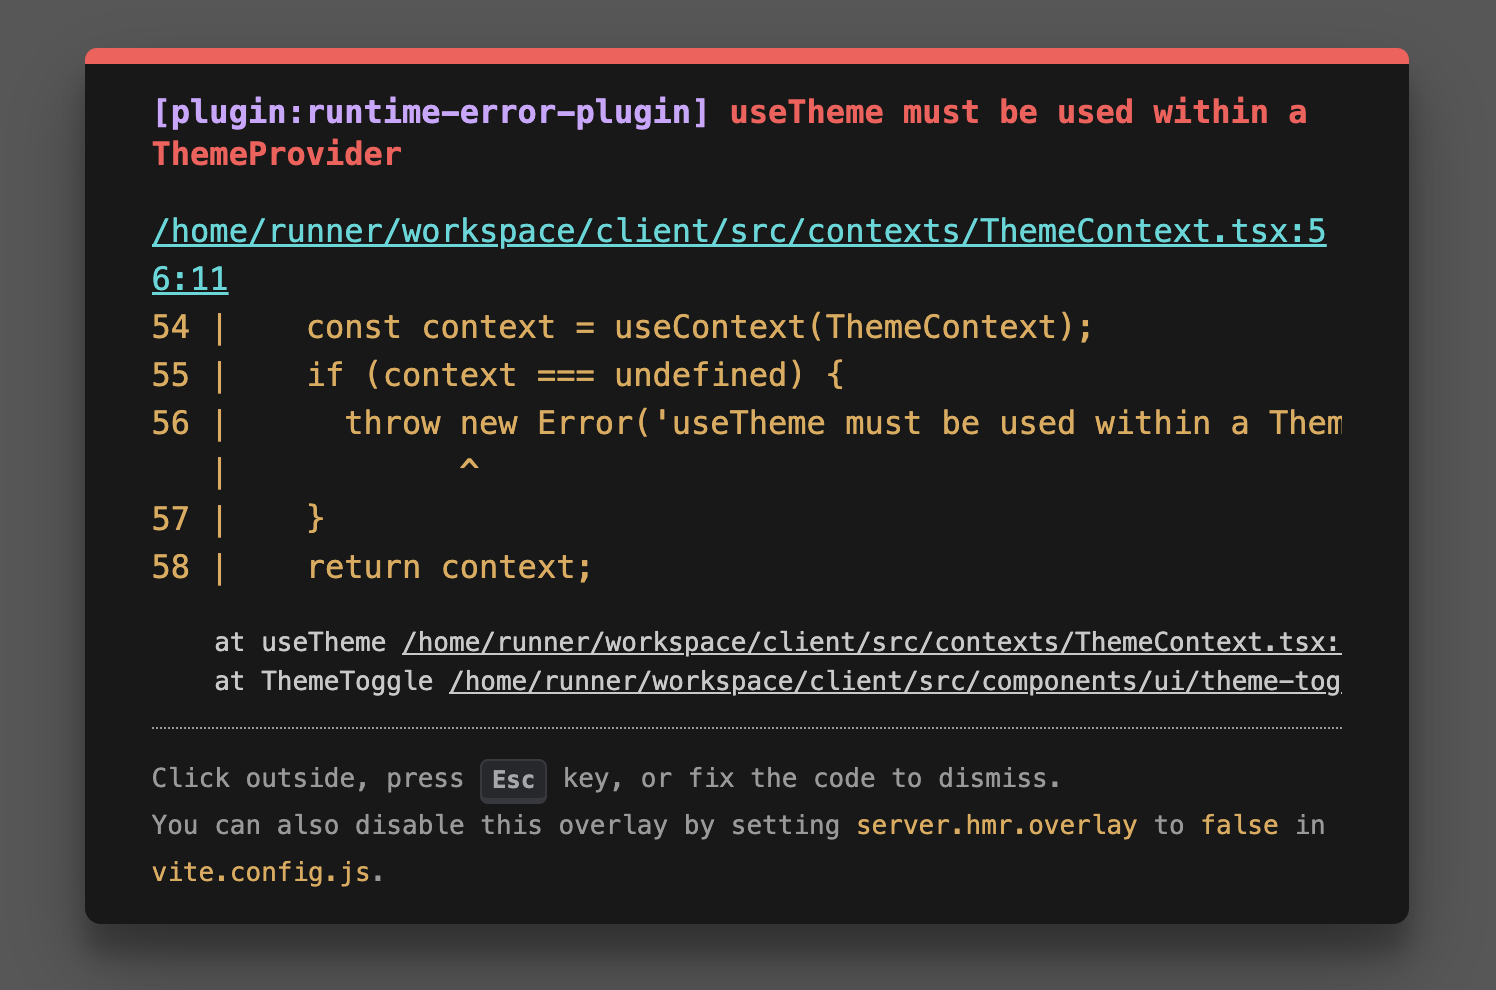 [plugin:runtime-error-plugin] useTheme must be used within a
ThemeProvider
/home/runner/workspace/client/src/contexts/ThemeContext.tsx:5
6:11
54 |    const context = useContext(ThemeContext);
55 |    if (context === undefined) {
56 |      throw new Error('useTheme must be used within a Them
   |            ^
57 |    }
58 |    return context;
at useTheme /home/runner/workspace/client/src/contexts/ThemeContext.tsx:
at ThemeToggle /home/runner/workspace/client/src/components/ui/theme-tog
Click outside, press Esc key, or fix the code to dismiss.
You can also disable this overlay by setting server.hmr.overlay to false in
vite.config.js.